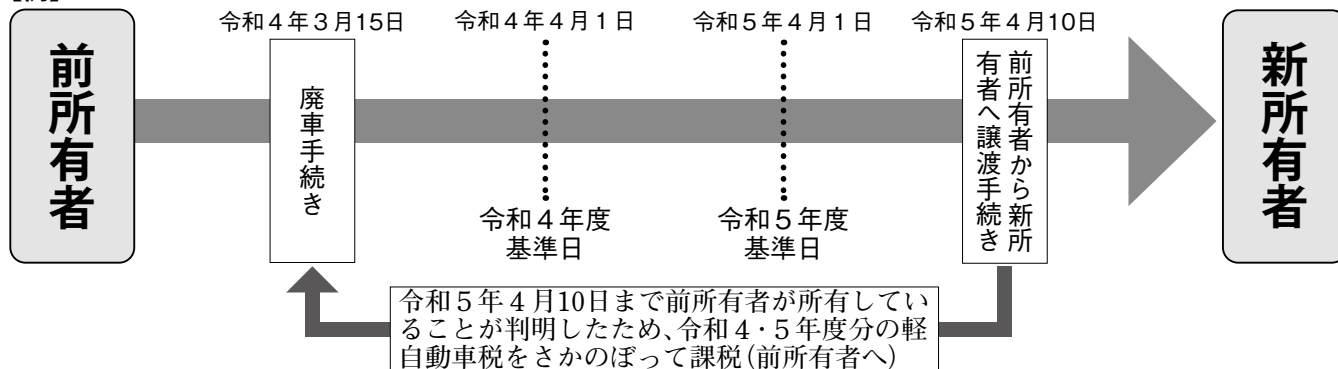 前所有者
令和４年３月15日
廃車手続き
令和４年４月１日
令和４年度
基準日
令和５年４月１日
令和５年度
基準日
令和５年４月10日
前所有者から新所
有者へ譲渡手続き
新所有者
令和５年４月10日まで前所有者が所有してい
ることが判明したため、令和４・５年度分の軽
自動車税をさかのぼって課税（前所有者へ）